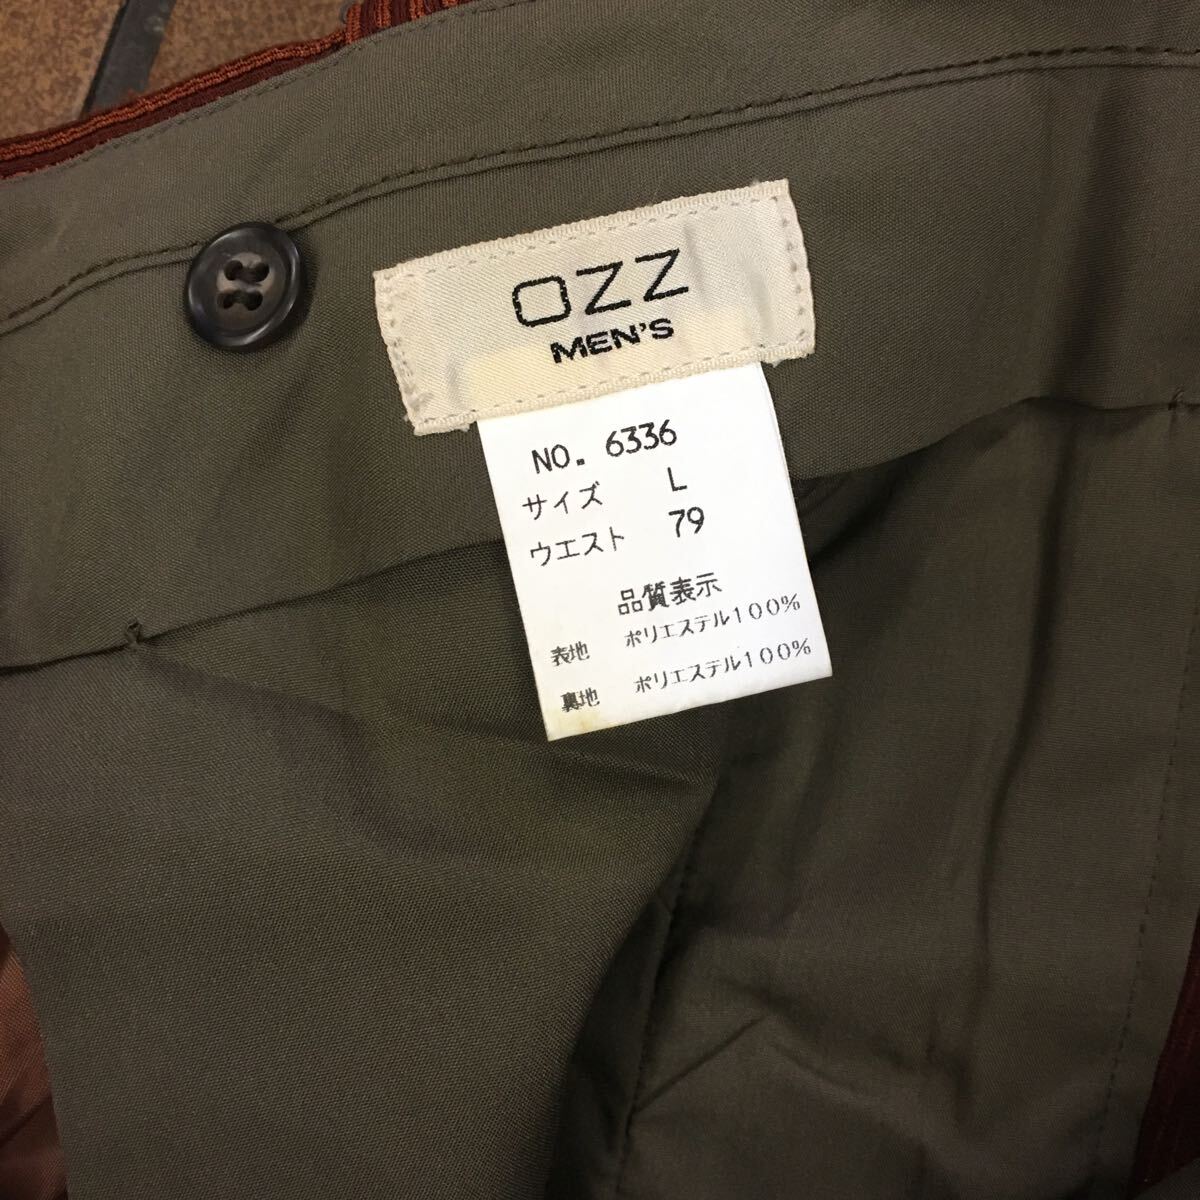 OZZ
MEN'S
NO. 6336
サイズ L
ウエスト 79
品質表示
表地 ポリエステル100%
裏地 ポリエステル100%